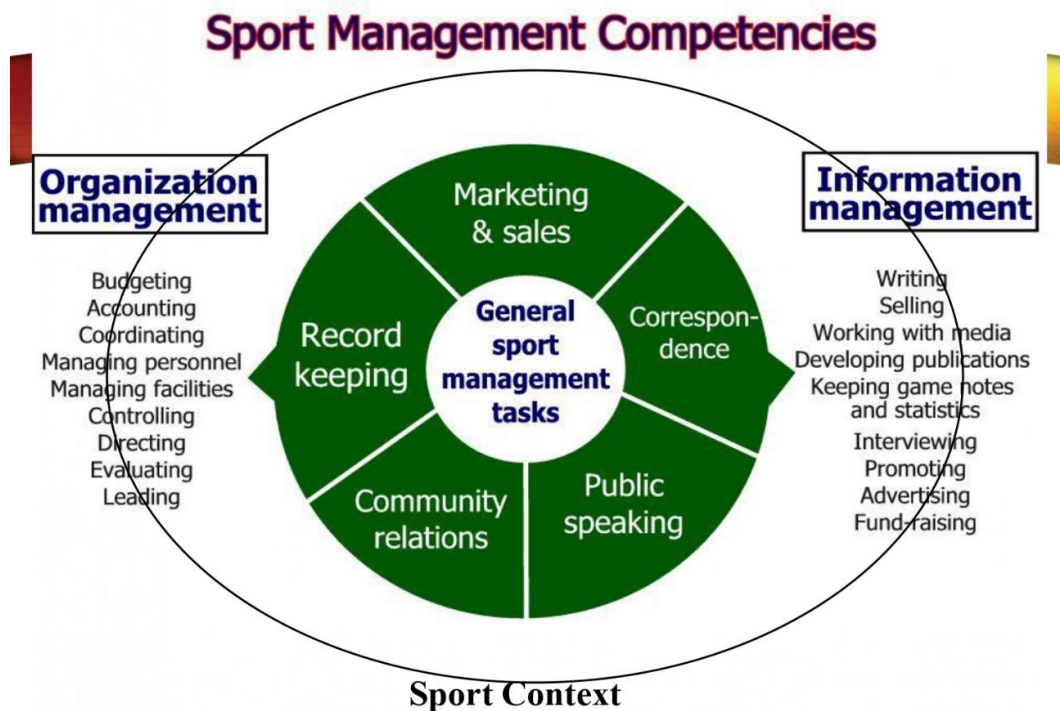 Sport Management Competencies
Organization
management
Budgeting
Accounting
Coordinating
Managing personnel
Managing facilities
Controlling
Directing
Evaluating
Leading
Marketing
& sales
Record
keeping
General
sport
management
tasks
Correspon-
dence
Community
relations
Public
speaking
Information
management
Writing
Selling
Working with media
Developing publications
Keeping game notes
and statistics
Interviewing
Promoting
Advertising
Fund-raising
Sport Context